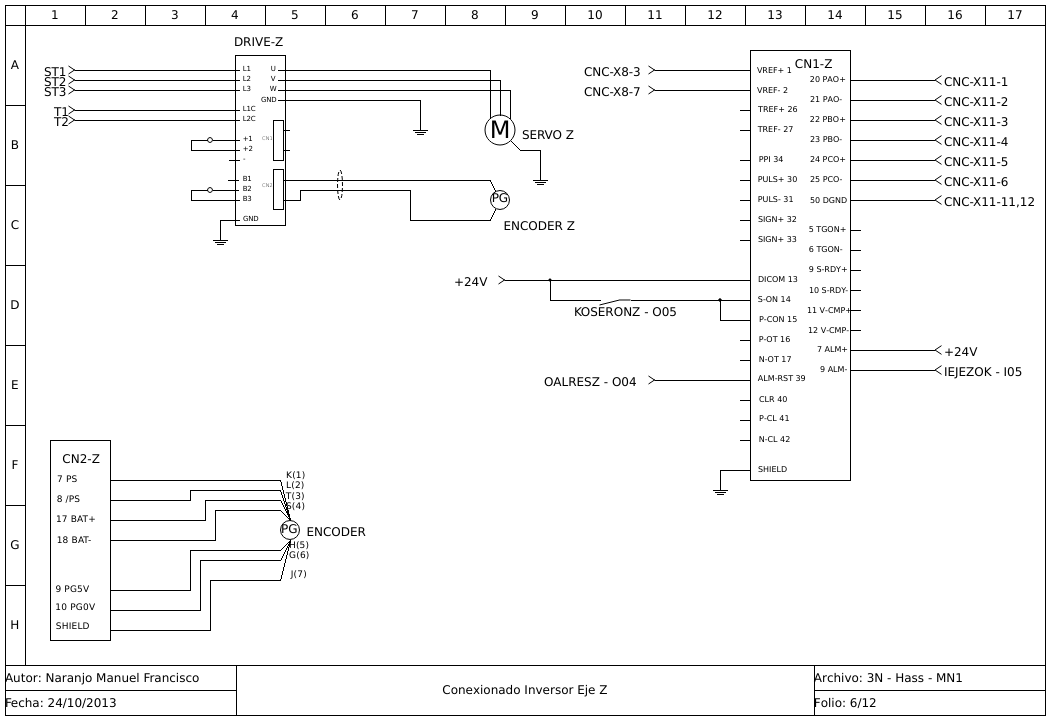 1 2 3 4 5 6 7 8 9 10 11 12 13 14 15 16 17
A
B
C
D
E
F
G
H
DRIVE-Z
ST1
ST2
ST3
T1
T2
L1
L2
L3
L1C
L2C
+1
+2
-
B1
B2
B3
GND
U
V
W
GND
CN1
CN2
M
SERVO Z
PG
ENCODER Z
CN1-Z
CNC-X8-3
CNC-X8-7
VREF+ 1
VREF- 2
TREF+ 26
TREF- 27
PPI 34
PULS+ 30
PULS- 31
SIGN+ 32
SIGN+ 33
DICOM 13
S-ON 14
P-CON 15
P-OT 16
N-OT 17
ALM-RST 39
CLR 40
P-CL 41
N-CL 42
SHIELD
20 PAO+
21 PAO-
22 PBO+
23 PBO-
24 PCO+
25 PCO-
50 DGND
5 TGON+
6 TGON-
9 S-RDY+
10 S-RDY-
11 V-CMP+
12 V-CMP-
7 ALM+
9 ALM-
CNC-X11-1
CNC-X11-2
CNC-X11-3
CNC-X11-4
CNC-X11-5
CNC-X11-6
CNC-X11-11,12
+24V
IEJEZOK - I05
+24V
KOSERONZ - O05
OALRESZ - O04
CN2-Z
7 PS
8 /PS
17 BAT+
18 BAT-
9 PG5V
10 PG0V
SHIELD
K(1)
L(2)
T(3)
S(4)
PG
ENCODER
H(5)
G(6)
J(7)
Autor: Naranjo Manuel Francisco
Fecha: 24/10/2013
Conexionado Inversor Eje Z
Archivo: 3N - Hass - MN1
Folio: 6/12